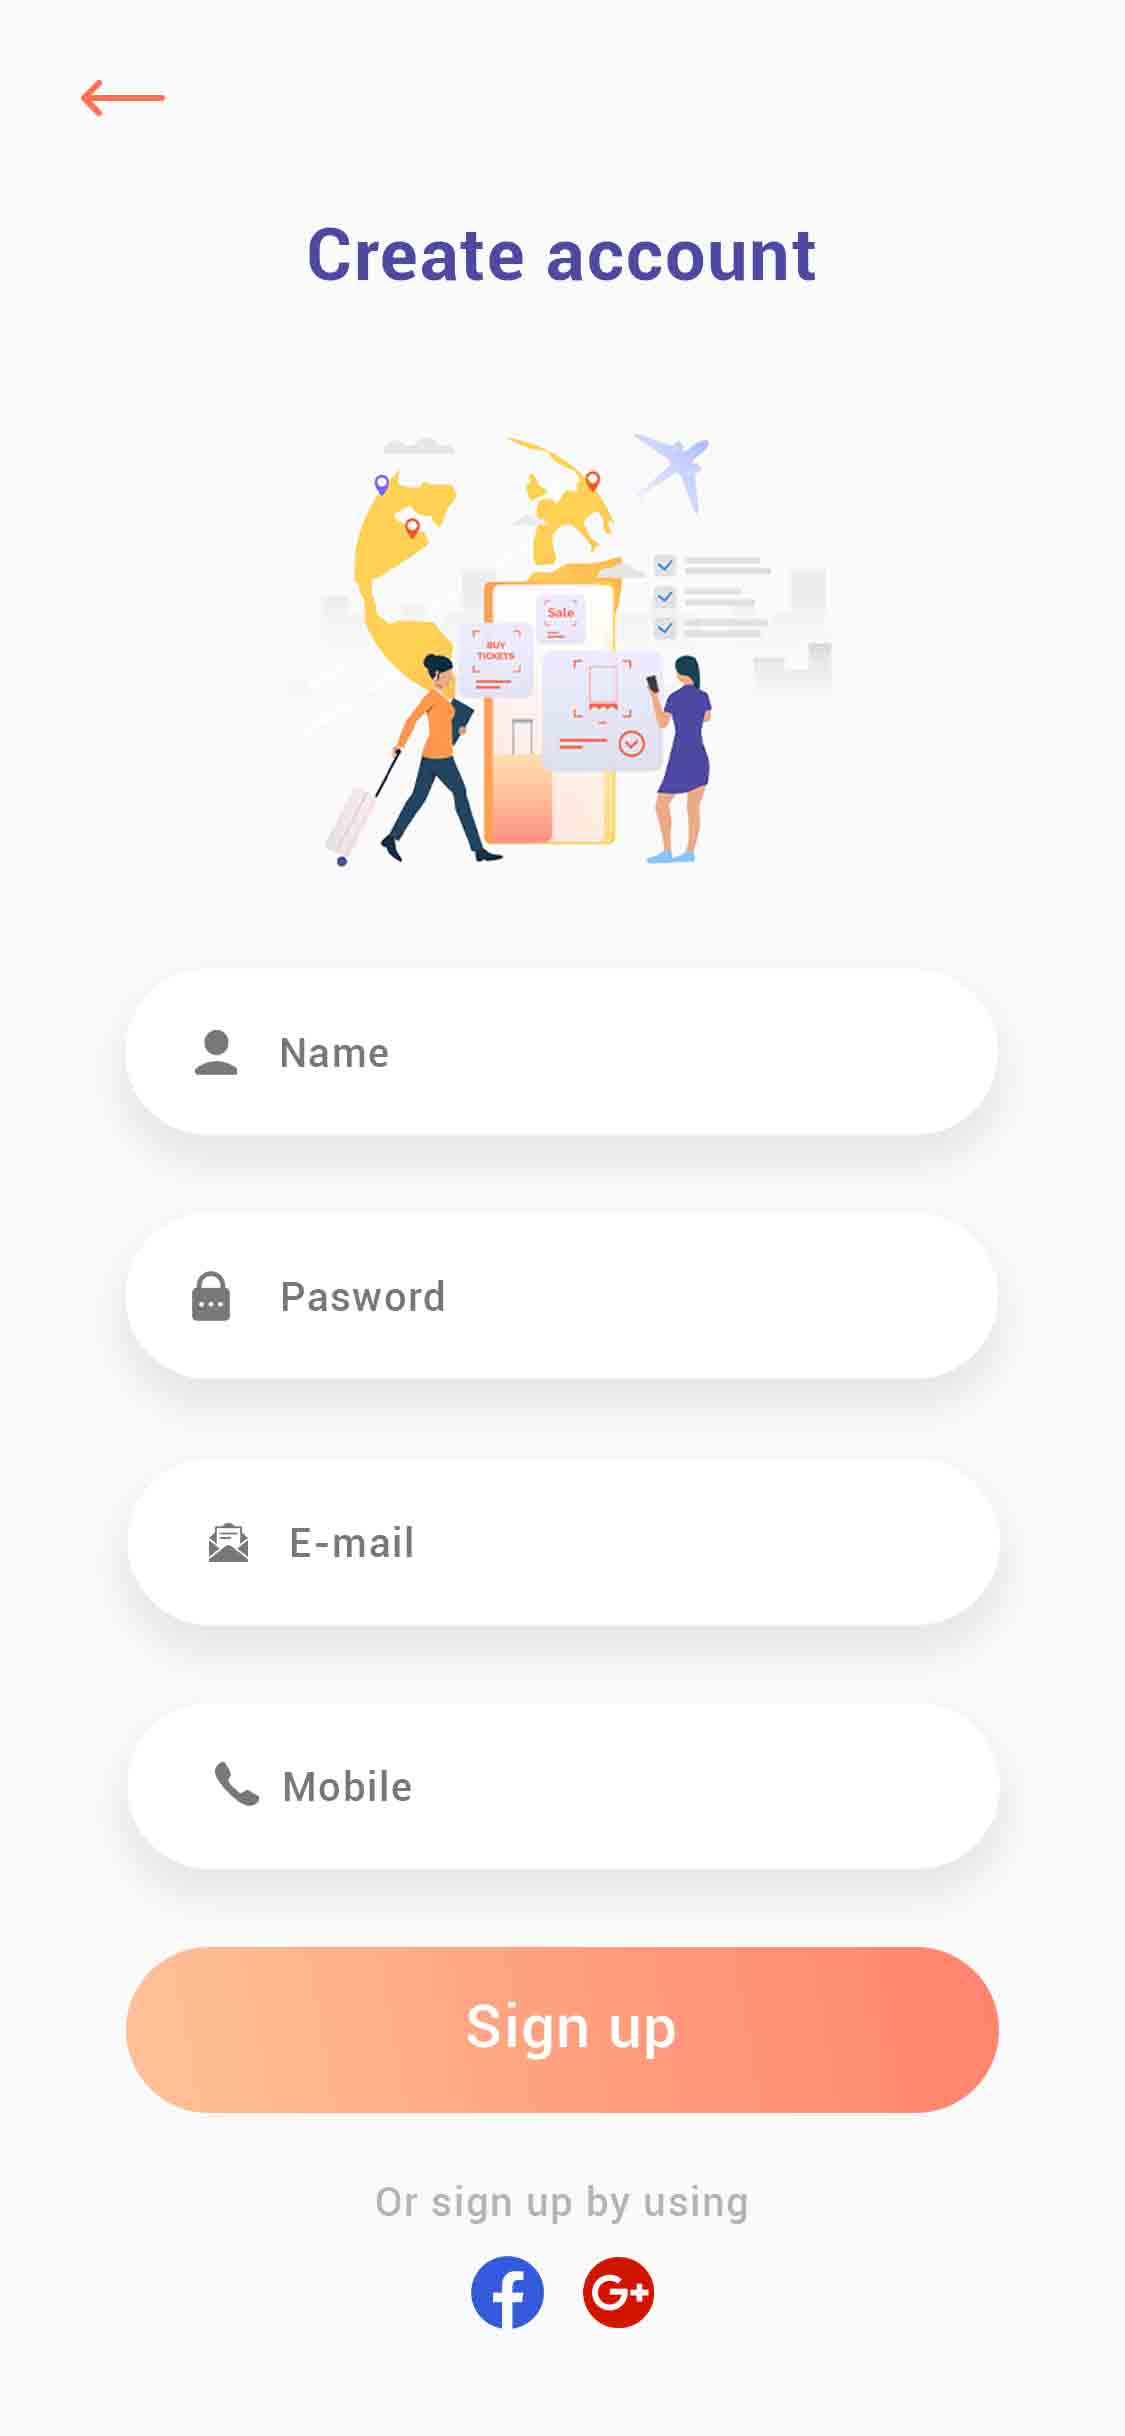 Create account
Sale
BUY
TICKETS
Name
Pasword
E-mail
Mobile
Sign up
Or sign up by using
f G+